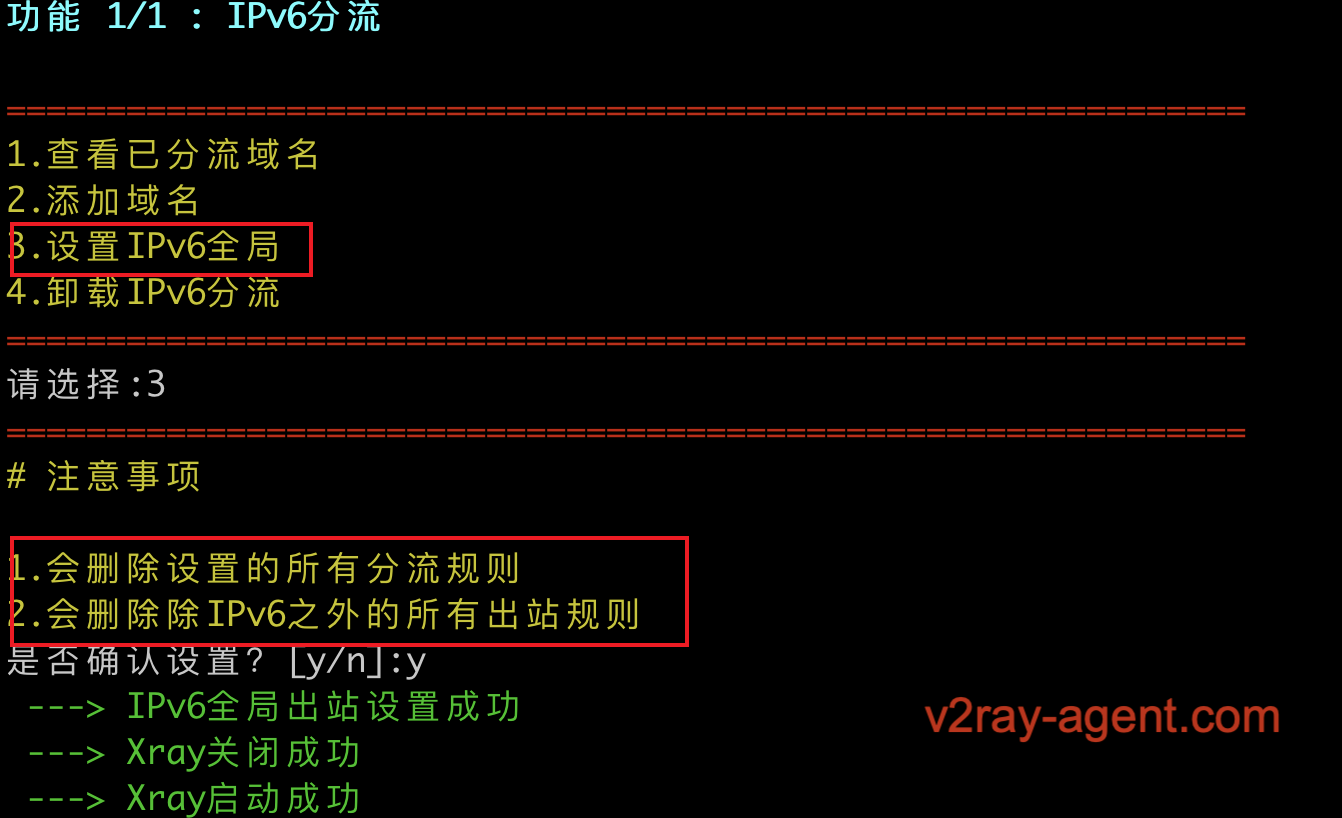 功能 1/1 : IPv6分流
==============================================================
1.查看已分流域名
2.添加域名
3.设置IPv6全局
4.卸载IPv6分流
==============================================================
请选择:3
==============================================================
# 注意事项
1.会删除设置的所有分流规则
2.会删除除IPv6之外的所有出站规则
是否确认设置? [y/n]:y
---> IPv6全局出站设置成功
---> Xray关闭成功
---> Xray启动成功
v2ray-agent.com